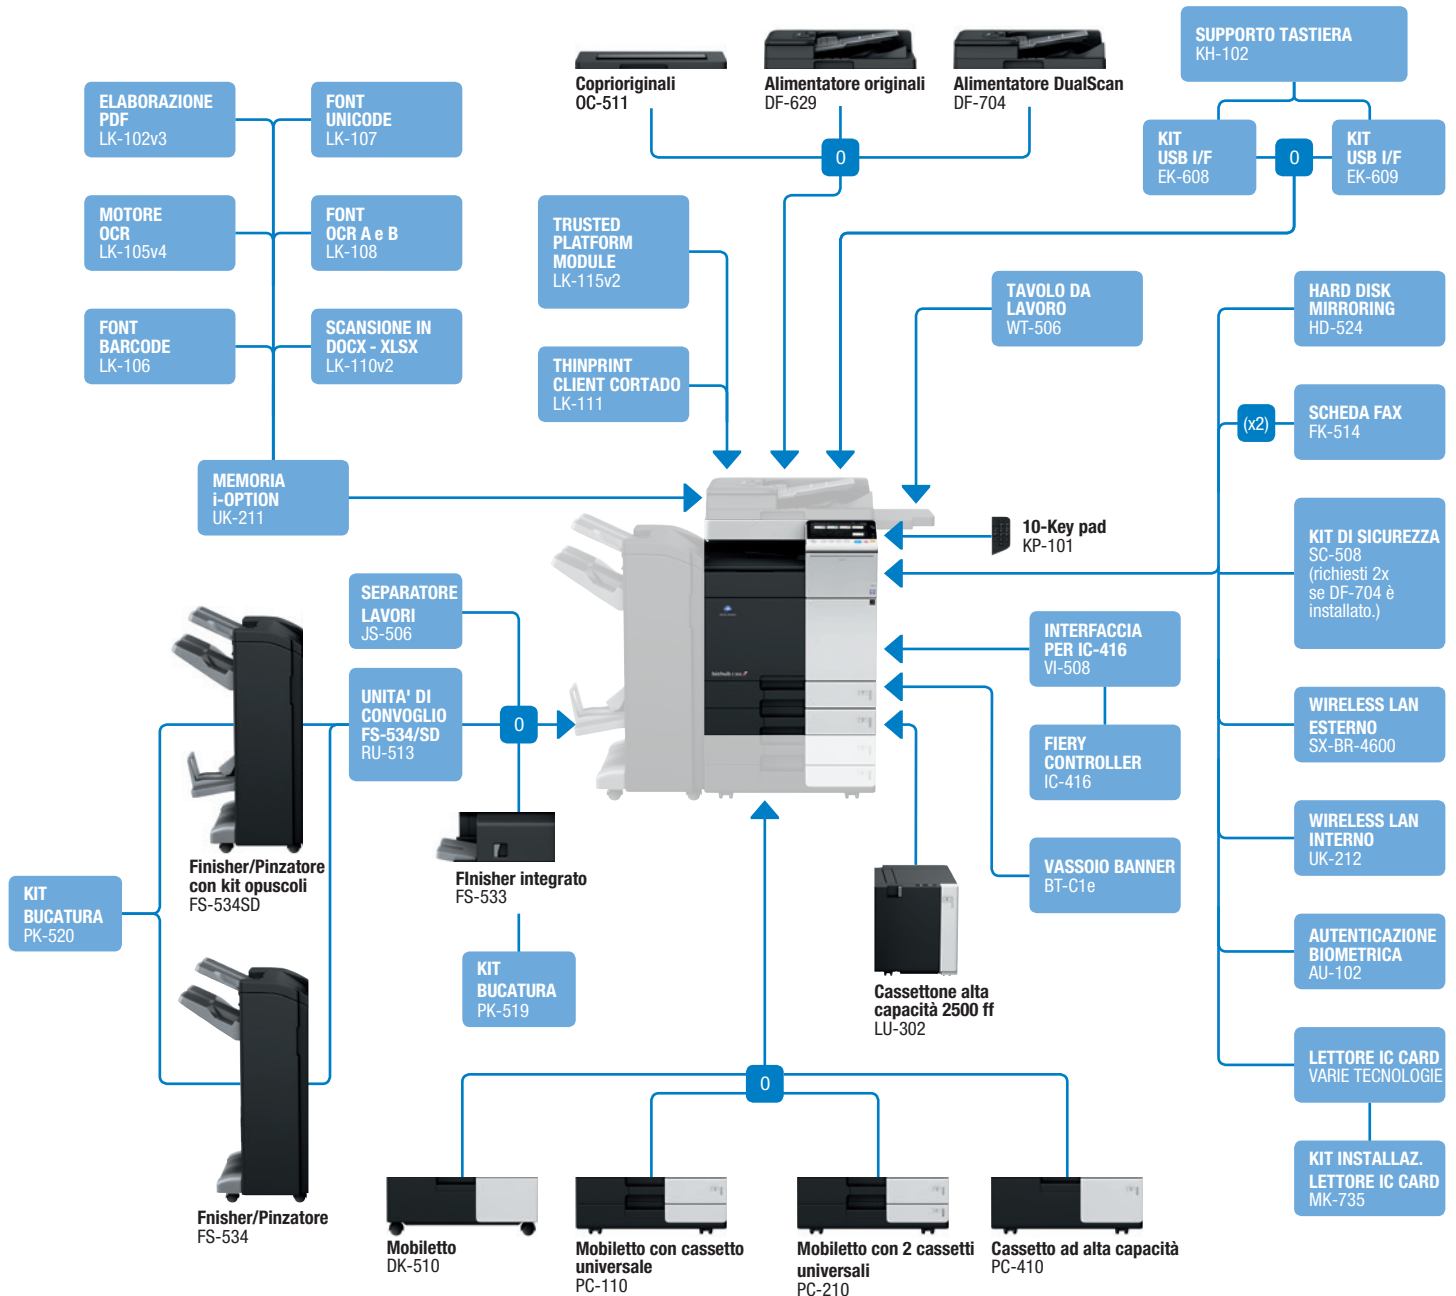 Coprioriginali
OC-511
Alimentatore originali
DF-629
Alimentatore DualScan
DF-704
SUPPORTO TASTIERA
KH-102
ELABORAZIONE
PDF
LK-102v3
FONT
UNICODE
LK-107
KIT
USB I/F
EK-608
O
KIT
USB I/F
EK-609
O
MOTORE
OCR
LK-105v4
FONT
OCR A e B
LK-108
TRUSTED
PLATFORM
MODULE
LK-115v2
TAVOLO DA
LAVORO
WT-506
HARD DISK
MIRRORING
HD-524
FONT
BARCODE
LK-106
SCANSIONE IN
DOCX - XLSX
LK-110v2
THINPRINT
CLIENT CORTADO
LK-111
(x2)
SCHEDA FAX
FK-514
MEMORIA
i-OPTION
UK-211
10-Key pad
KP-101
KIT DI SICUREZZA
SC-508
(richiesti 2x
se DF-704 è
installato.)
SEPARATORE
LAVORI
JS-506
INTERFACCIA
PER IC-416
VI-508
UNITA' DI
CONVOGLIO
FS-534/SD
RU-513
O
bizhub
WIRELESS LAN
ESTERNO
SX-BR-4600
FIERY
CONTROLLER
IC-416
WIRELESS LAN
INTERNO
UK-212
Finisher/Pinzatore
con kit opuscoli
FS-534SD
FInisher integrato
FS-533
VASSOIO BANNER
BT-C1e
KIT
BUCATURA
PK-520
AUTENTICAZIONE
BIOMETRICA
AU-102
KIT
BUCATURA
PK-519
Cassettone alta
capacità 2500 ff
LU-302
LETTORE IC CARD
VARIE TECNOLOGIE
O
KIT INSTALLAZ.
LETTORE IC CARD
MK-735
Fnisher/Pinzatore
FS-534
Mobiletto
DK-510
Mobiletto con cassetto
universale
PC-110
Mobiletto con 2 cassetti
universali
PC-210
Cassetto ad alta capacità
PC-410